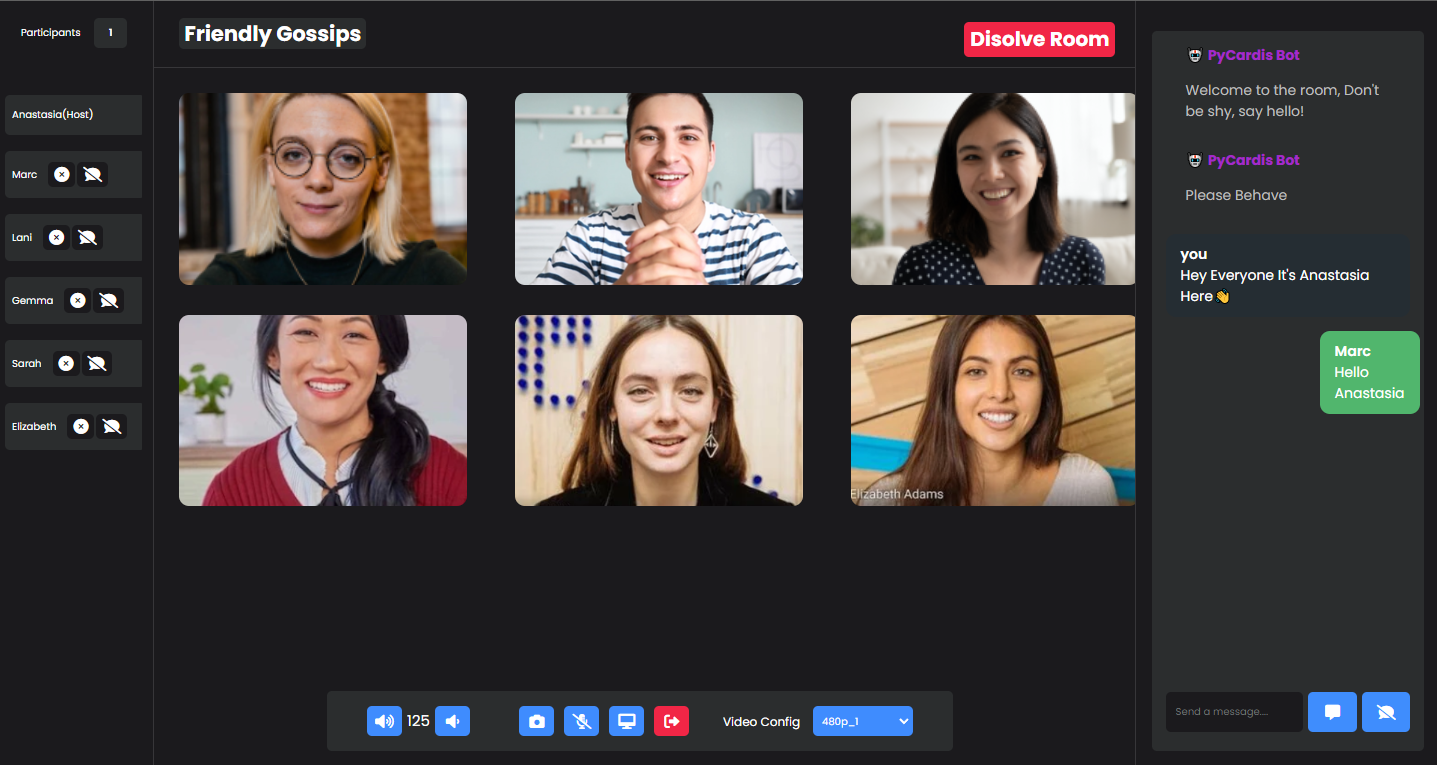 Participants 1
Friendly Gossips
Disolve Room
Anastasia(Host)
Marc
Lani
Gemma
Sarah
Elizabeth
Elizabeth Adams
125
Video Config
480p_1
PyCardis Bot
Welcome to the room, Don't
be shy, say hello!
PyCardis Bot
Please Behave
you
Hey Everyone It's Anastasia
Here👋
Marc
Hello
Anastasia
Send a message....